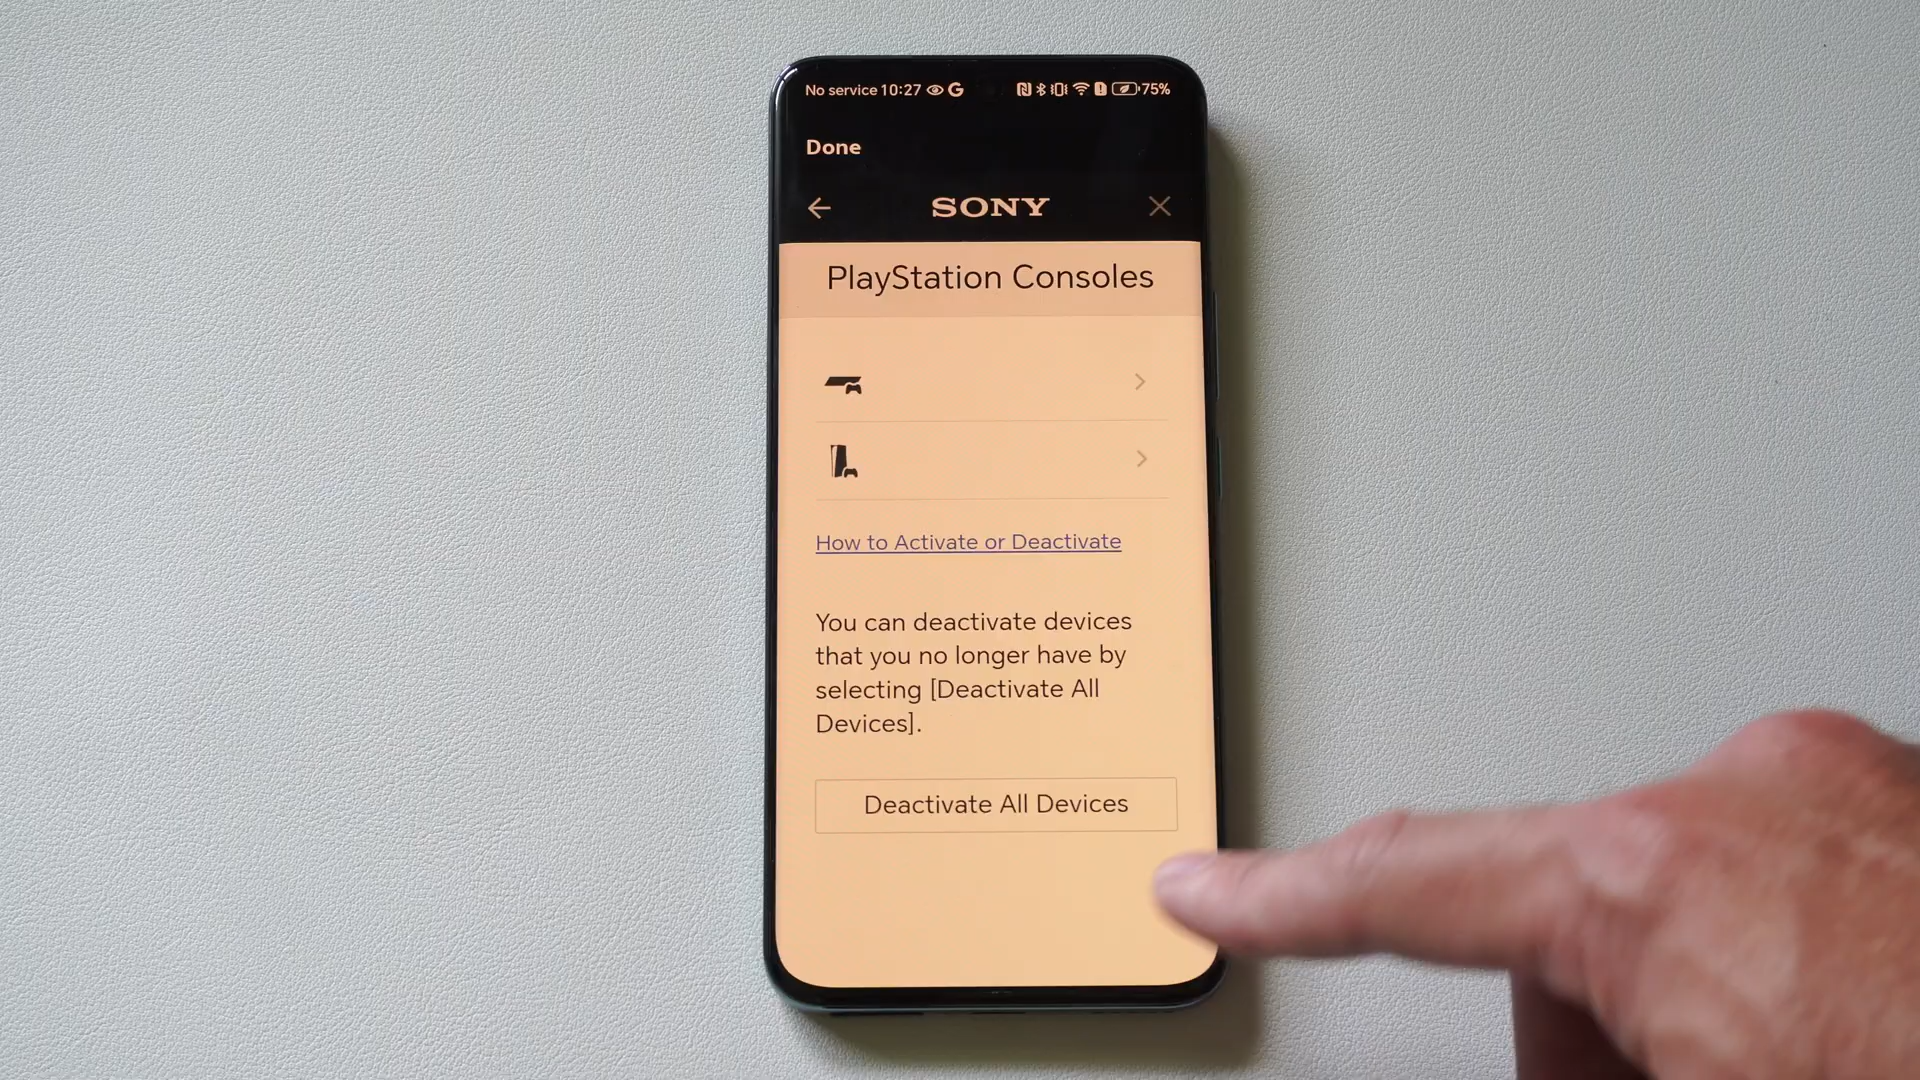 No service 10:27 75%
Done
SONY
PlayStation Consoles
How to Activate or Deactivate
You can deactivate devices
that you no longer have by
selecting [Deactivate All
Devices].
Deactivate All Devices